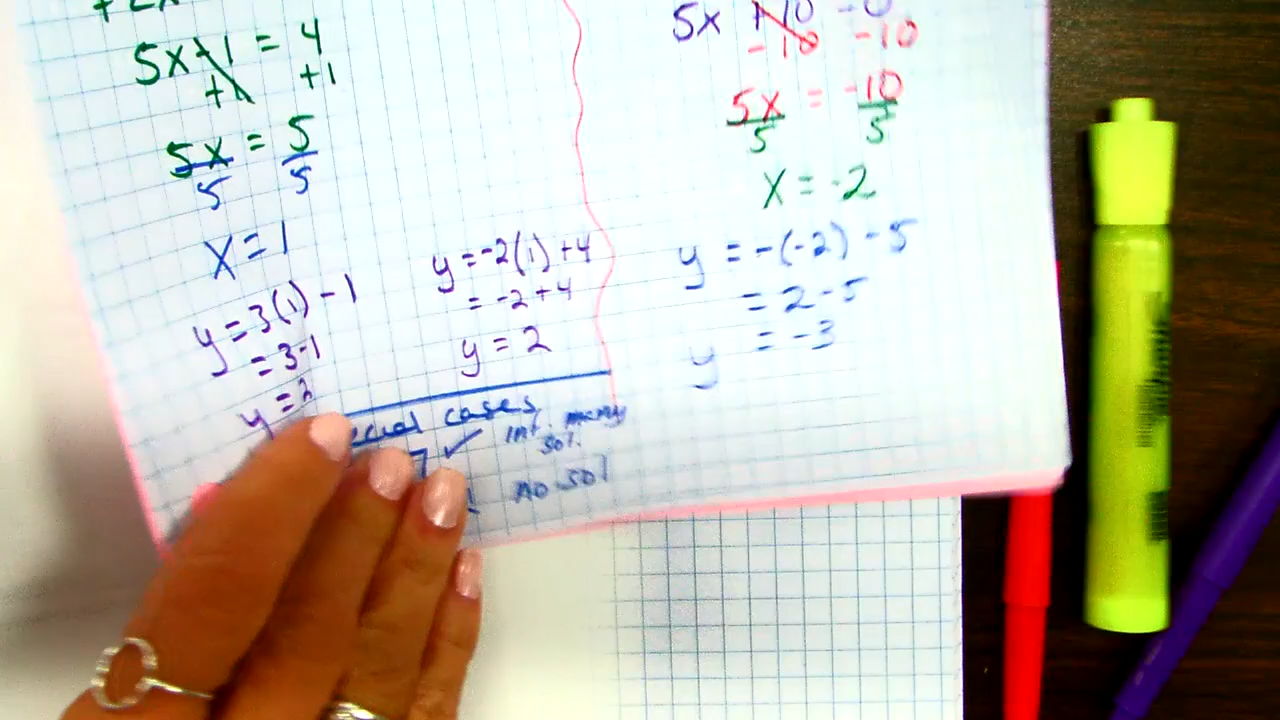 5x - 1 = 4
+1 +1
5x = 5
5 5
x = 1
y = 3(1) - 1
= 3-1
y = 2
y = -2(1) + 4
= -2 + 4
y = 2
cases
inf. many
sol.
no sol
5x + 10
-10 -10
5x = -10
5 5
x = -2
y = -(-2) - 5
= 2 - 5
y = -3